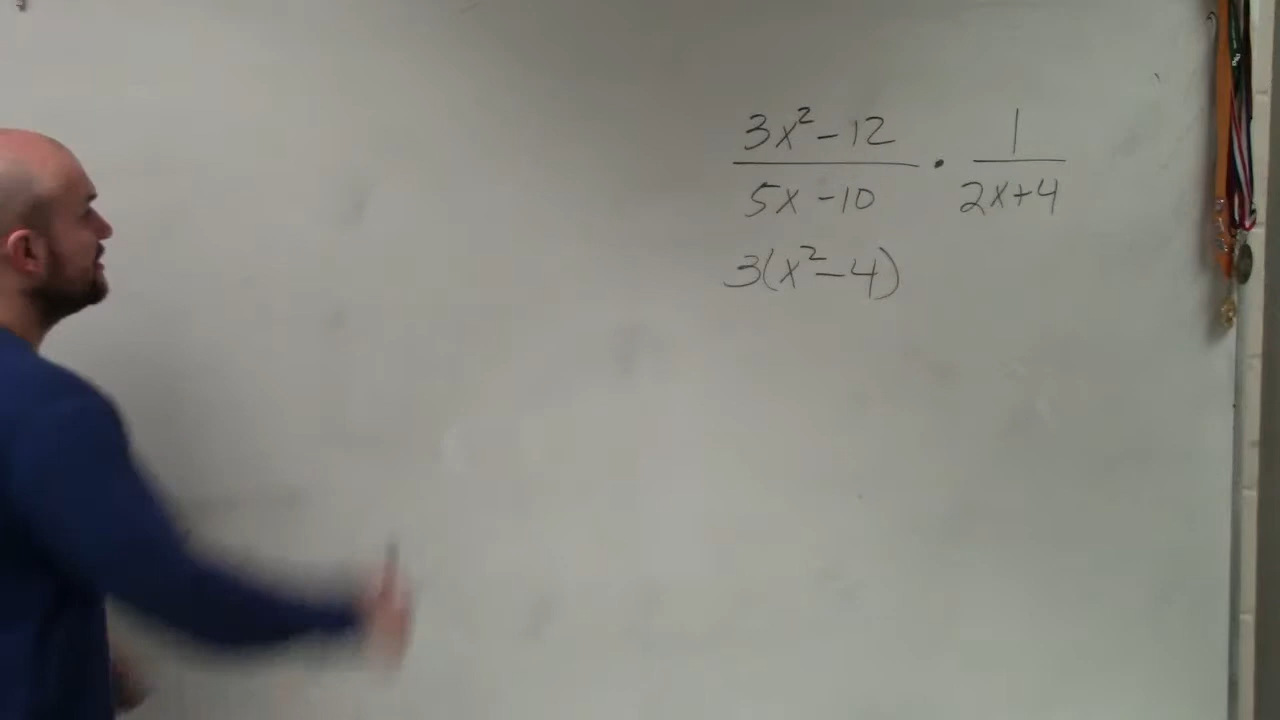 3x² - 12 / 5x - 10 · 1 / 2x + 4
3(x² - 4)